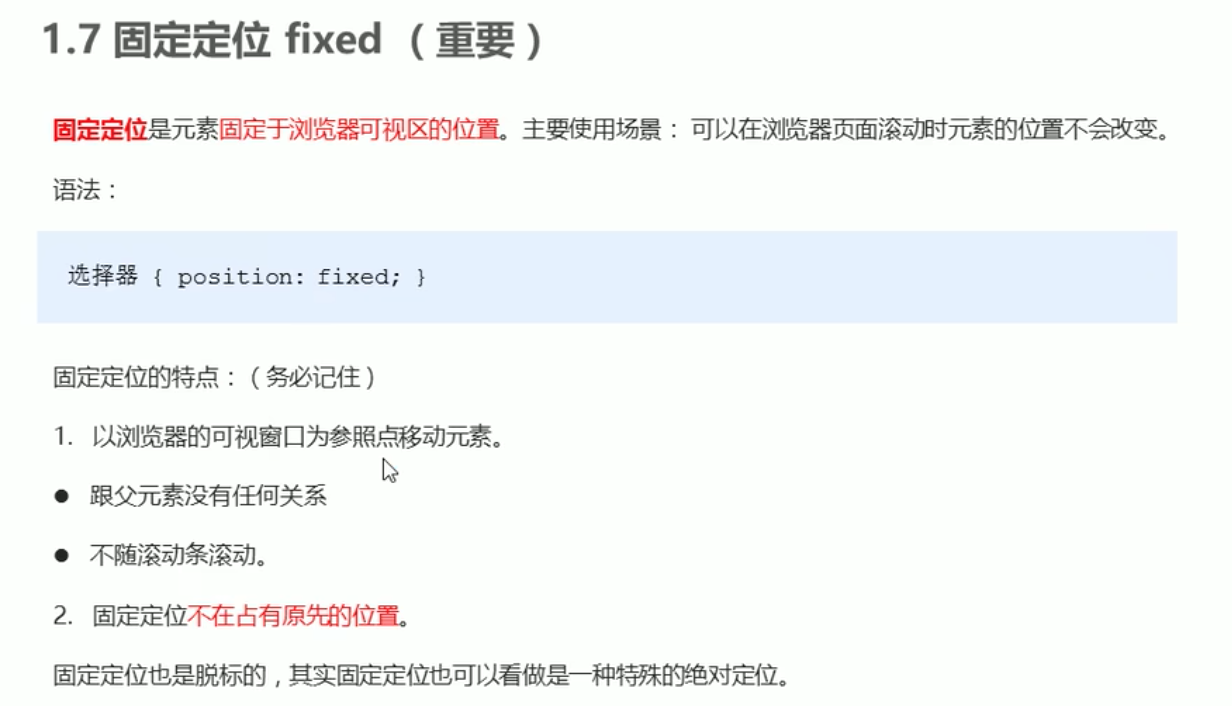 1.7 固定定位 fixed （重要）
固定定位是元素固定于浏览器可视区的位置。主要使用场景： 可以在浏览器页面滚动时元素的位置不会改变。
语法：
选择器 { position: fixed; }
固定定位的特点：（务必记住）
1. 以浏览器的可视窗口为参照点移动元素。
● 跟父元素没有任何关系
● 不随滚动条滚动。
2. 固定定位不在占有原先的位置。
固定定位也是脱标的，其实固定定位也可以看做是一种特殊的绝对定位。